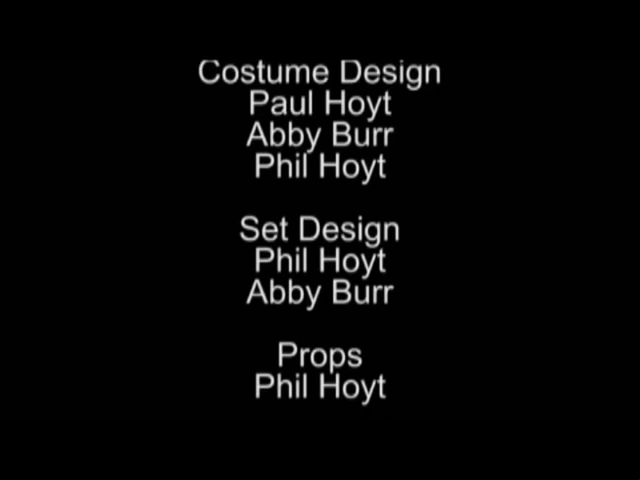 Costume Design
Paul Hoyt
Abby Burr
Phil Hoyt
Set Design
Phil Hoyt
Abby Burr
Props
Phil Hoyt